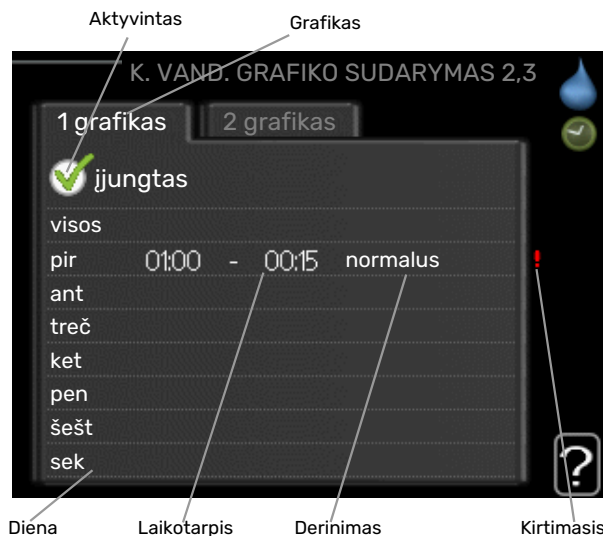 Aktyvintas
Grafikas
K. VAND. GRAFIKO SUDARYMAS 2,3
1 grafikas 2 grafikas
įjungtas
visos
pir 01:00 - 00:15 normalus !
ant
treč
ket
pen
šešt
sek
?
Diena Laikotarpis Derinimas Kirtimasis